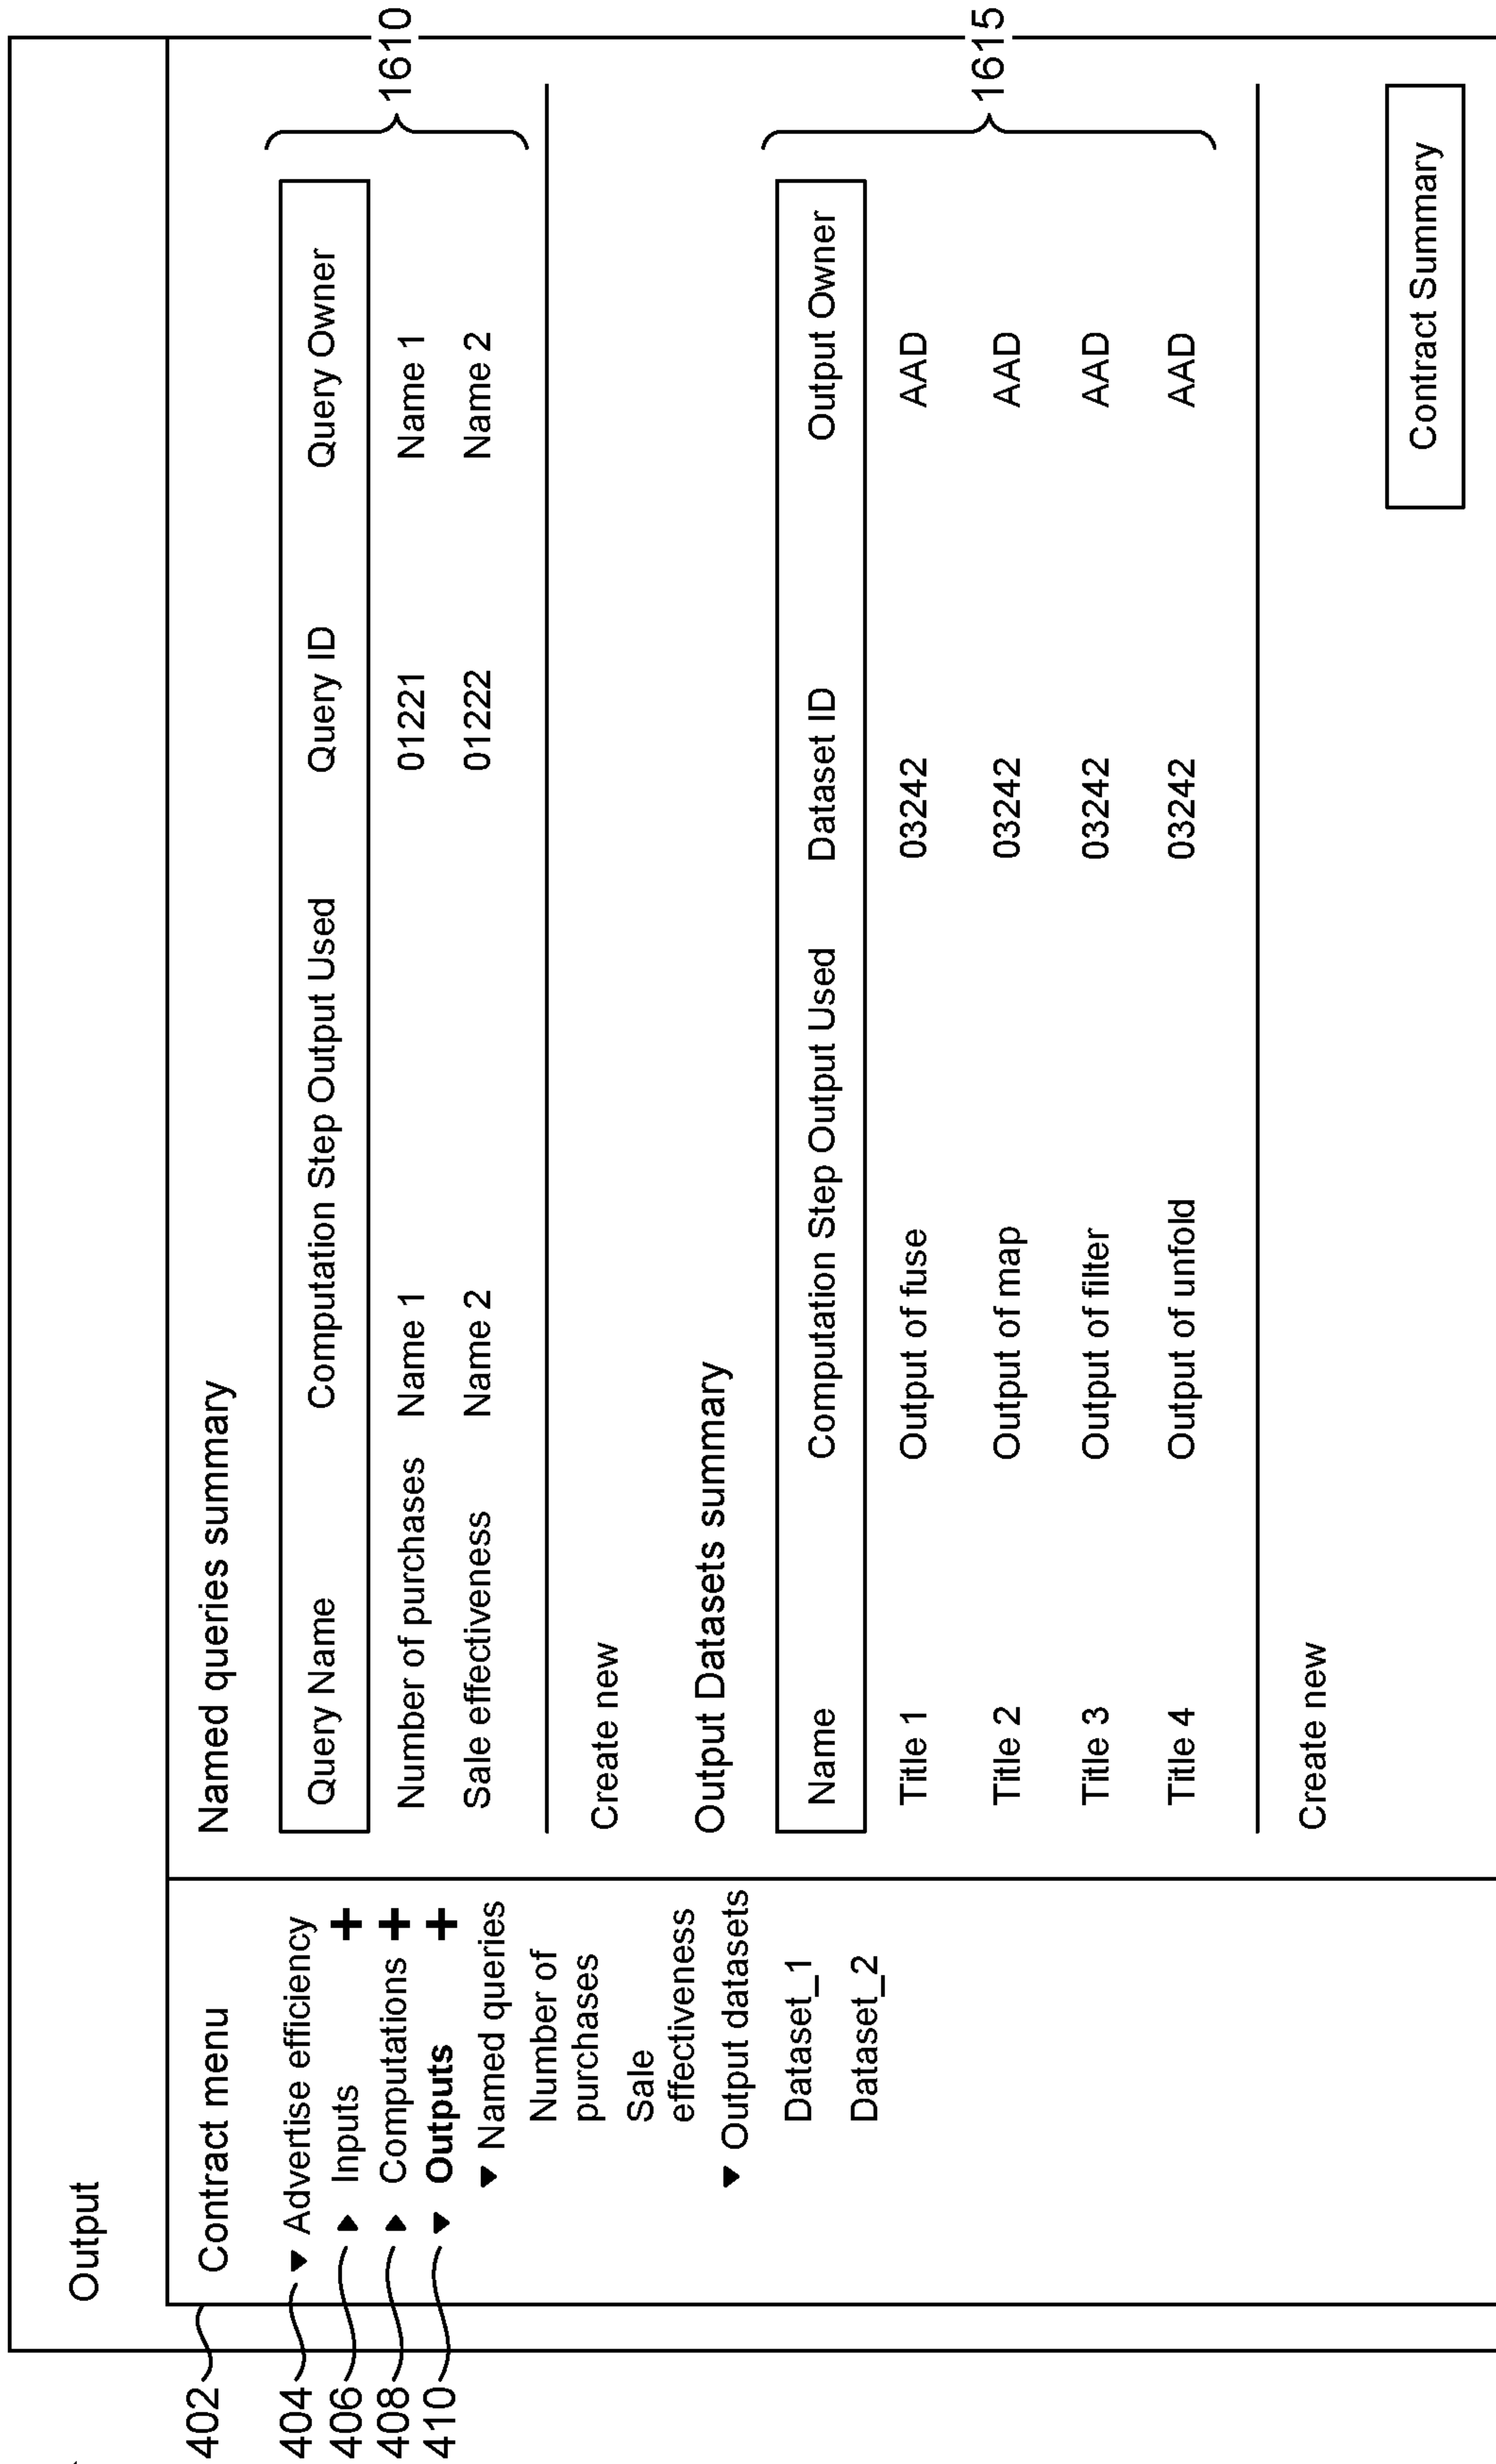 Output
402
Contract menu
404
▼ Advertise efficiency
406
► Inputs +
408
► Computations +
410
▼ Outputs +
▼ Named queries
Number of
purchases
Sale
effectiveness
▼ Output datasets
Dataset_1
Dataset_2
Named queries summary
Query Name Computation Step Output Used Query ID Query Owner
Number of purchases Name 1 01221 Name 1
Sale effectiveness Name 2 01222 Name 2
1610
Create new
Output Datasets summary
Name Computation Step Output Used Dataset ID Output Owner
Title 1 Output of fuse 03242 AAD
Title 2 Output of map 03242 AAD
Title 3 Output of filter 03242 AAD
Title 4 Output of unfold 03242 AAD
1615
Create new
Contract Summary